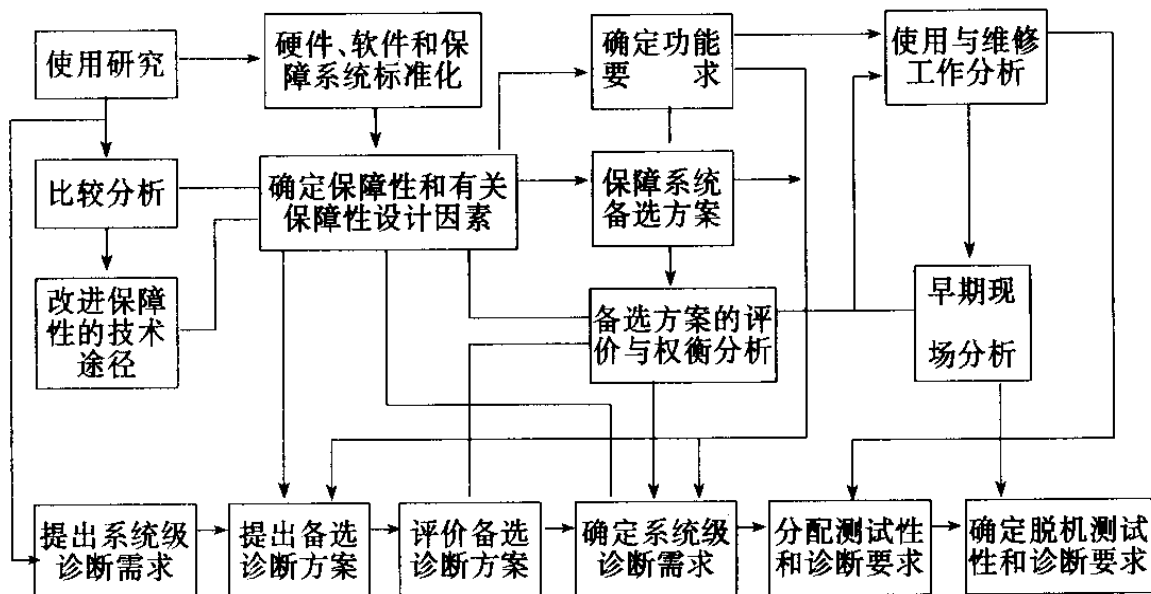 使用研究
硬件、软件和保
障系统标准化
确定功能
要 求
使用与维修
工作分析
比较分析
确定保障性和有关
保障性设计因素
保障系统
备选方案
改进保障
性的技术
途径
备选方案的评
价与权衡分析
早期现
场分析
提出系统级
诊断需求
提出备选
诊断方案
评价备选
诊断方案
确定系统级
诊断需求
分配测试性
和诊断要求
确定脱机测试
性和诊断要求